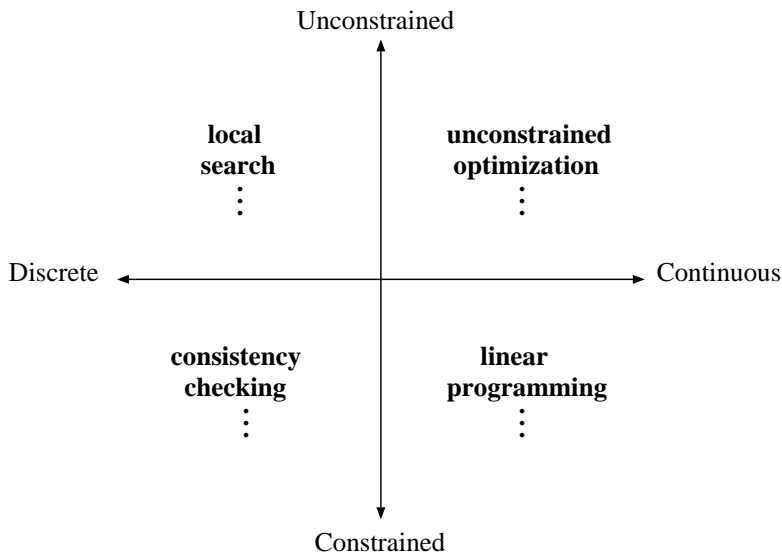 Unconstrained
local
search
unconstrained
optimization
Discrete
Continuous
consistency
checking
linear
programming
Constrained